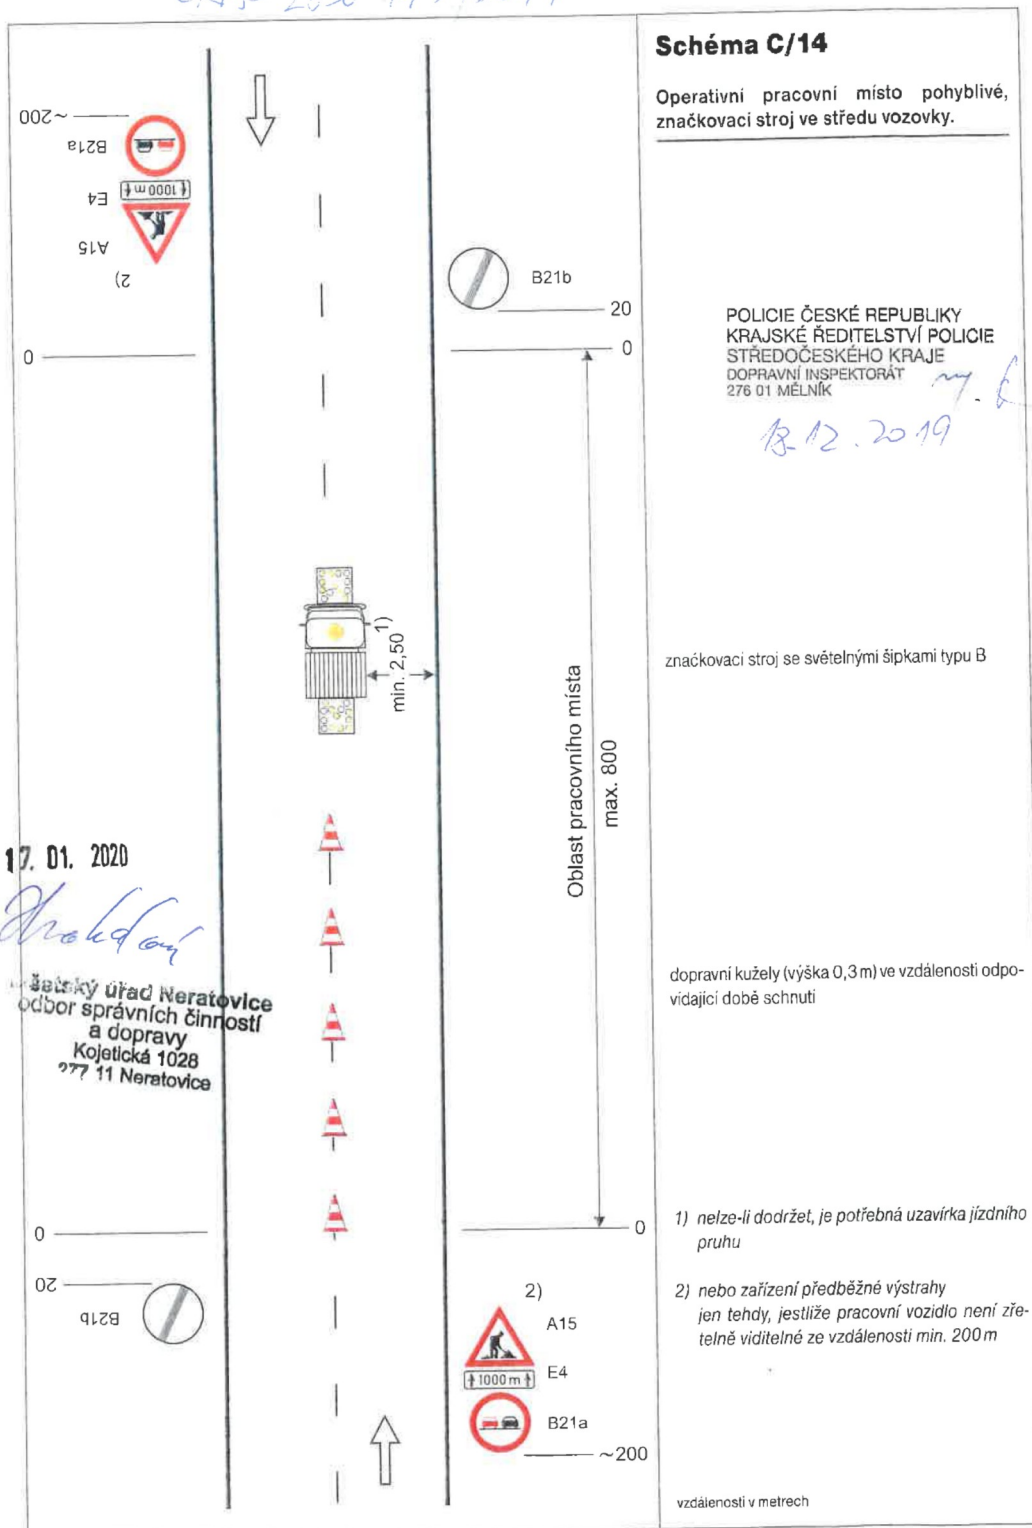 Schéma C/14
Operativní pracovní místo pohyblivé,
značkovací stroj ve středu vozovky.
~200
B21a
1000 m
E4
A15
2)
0
B21b
20
0
POLICIE ČESKÉ REPUBLIKY
KRAJSKÉ ŘEDITELSTVÍ POLICIE
STŘEDOČESKÉHO KRAJE
DOPRAVNÍ INSPEKTORÁT
276 01 MĚLNÍK
18.12.2019
min. 2,50 1)
značkovací stroj se světelnými šipkami typu B
Oblast pracovního místa
max. 800
17. 01. 2020
úřad Neratovice
odbor správních činností
a dopravy
Kojetická 1028
277 11 Neratovice
dopravní kužely (výška 0,3 m) ve vzdálenosti odpo-
vídající době schnutí
0
20
B21b
0
1) nelze-li dodržet, je potřebná uzavírka jízdního
pruhu
2) nebo zařízení předběžné výstrahy
jen tehdy, jestliže pracovní vozidlo není zře-
telně viditelné ze vzdálenosti min. 200 m
2)
A15
1000 m
E4
B21a
~200
vzdálenosti v metrech